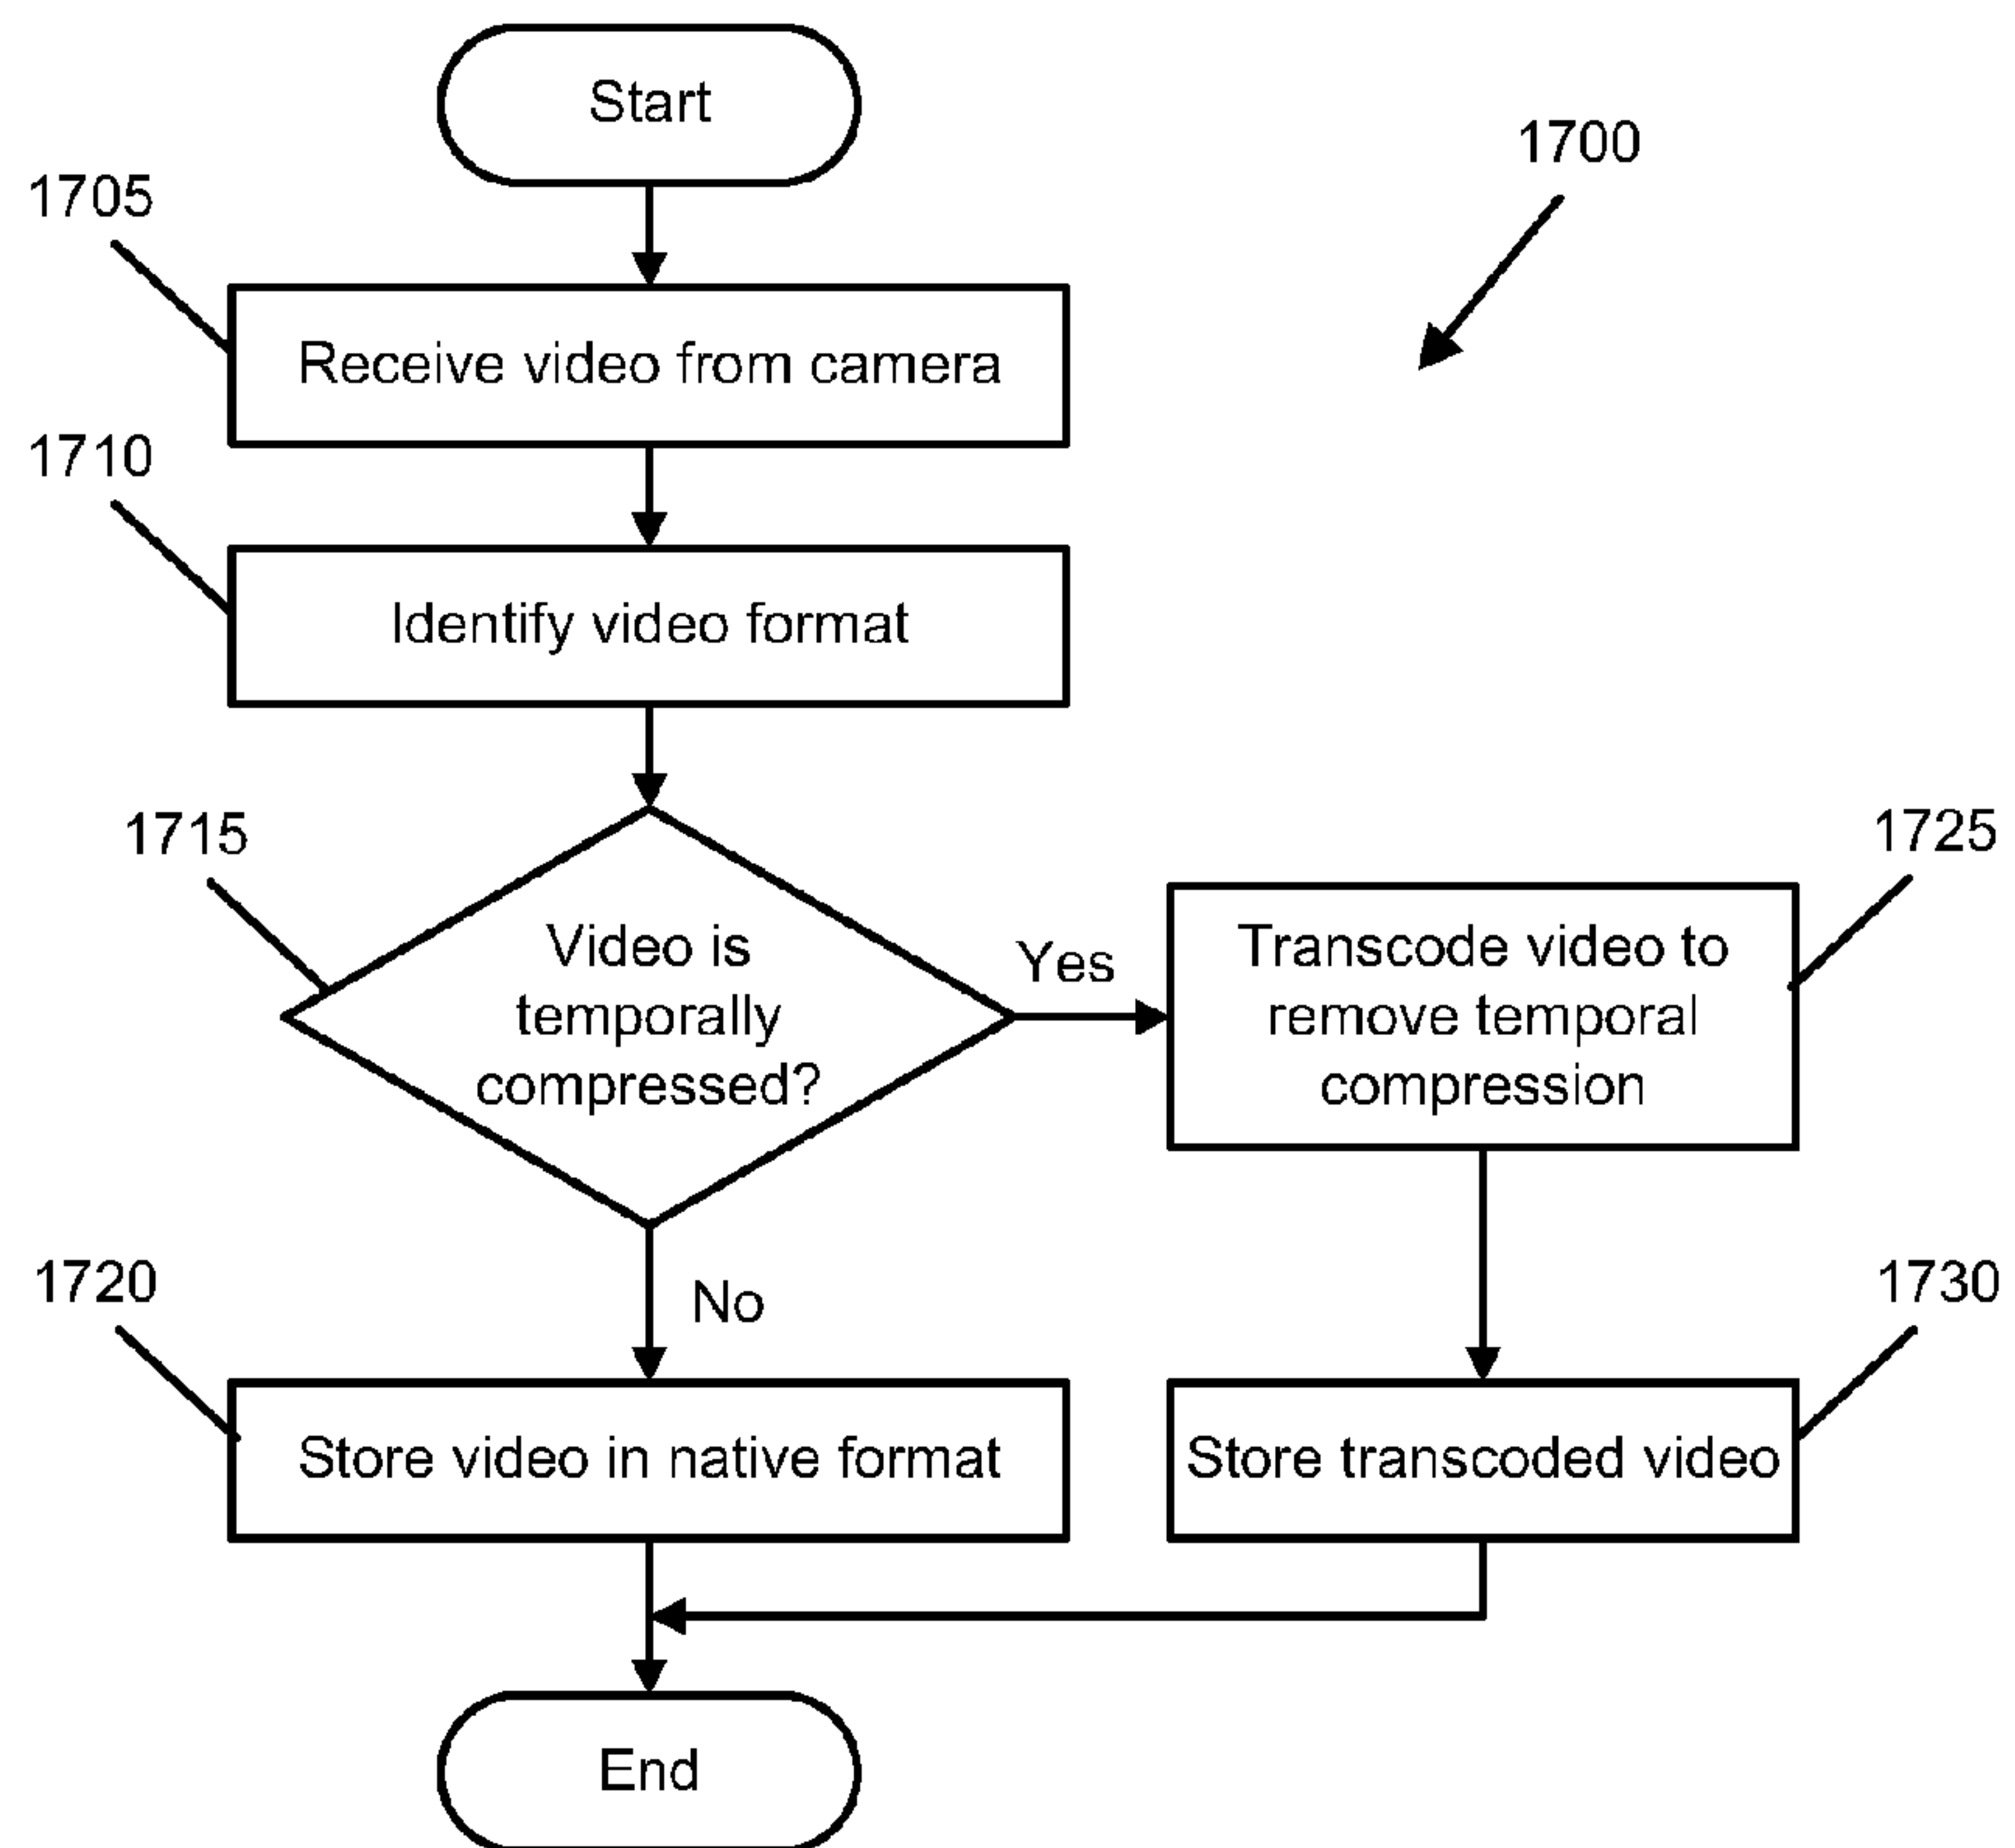 Start
1700
1705
Receive video from camera
1710
Identify video format
1715
Video is
temporally
compressed?
Yes
1725
Transcode video to
remove temporal
compression
No
1720
Store video in native format
1730
Store transcoded video
End